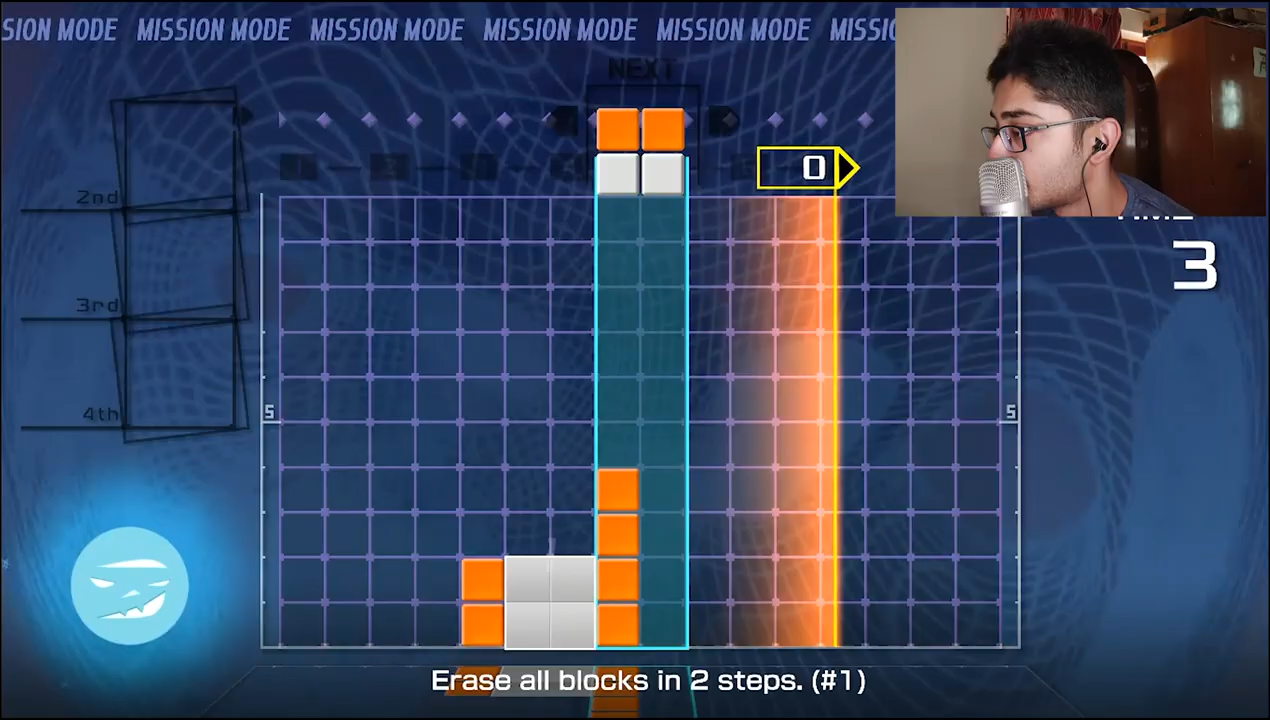 SION MODE MISSION MODE MISSION MODE MISSION MODE MISSION MODE MISSI
NEXT
0
2nd
TIME
3
3rd
5 5
4th
Erase all blocks in 2 steps. (#1)